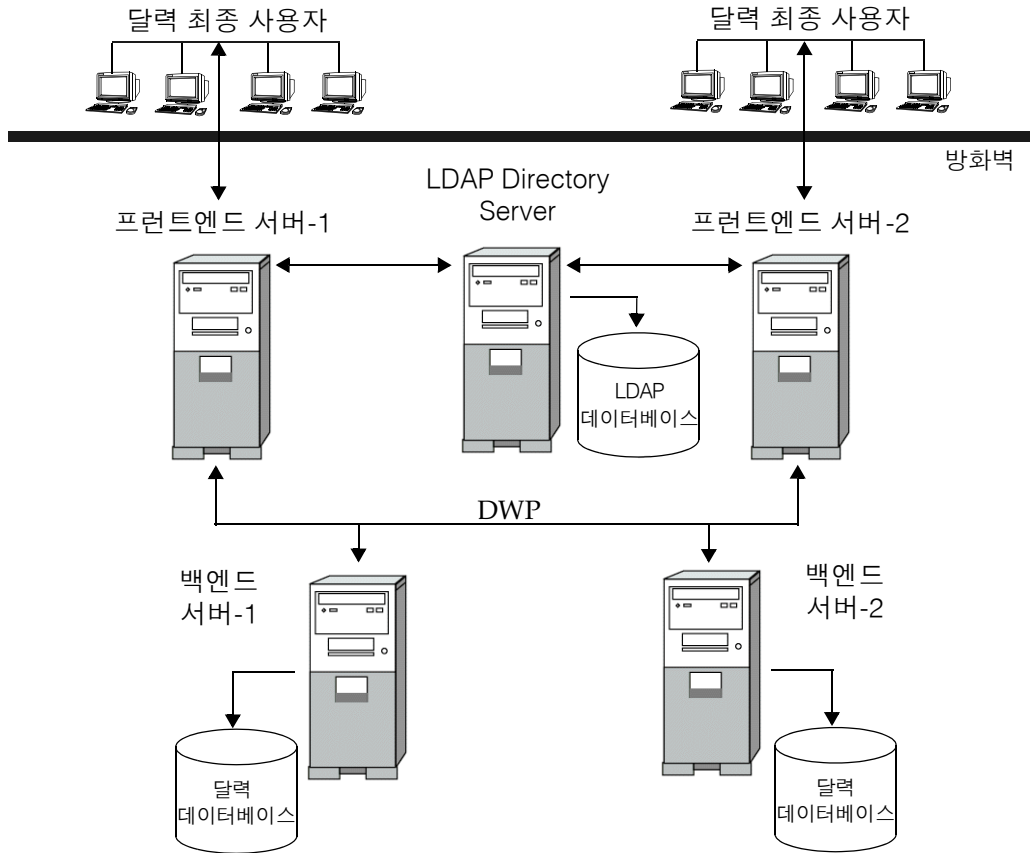 달력 최종 사용자
달력 최종 사용자
방화벽
LDAP Directory
Server
프런트엔드 서버-1
프런트엔드 서버-2
LDAP
데이터베이스
DWP
백엔드
서버-1
백엔드
서버-2
달력
데이터베이스
달력
데이터베이스